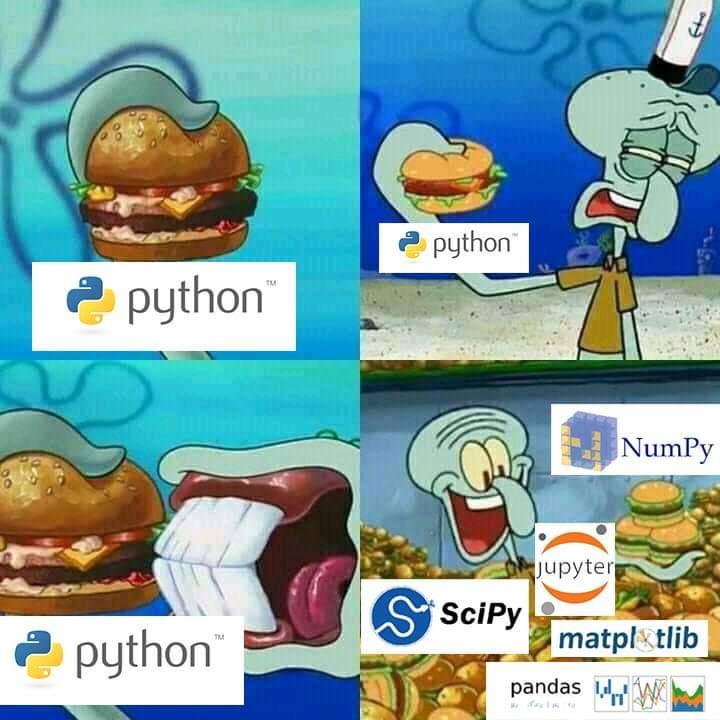 python™
python™
python™
NumPy
jupyter
SciPy
matplotlib
pandas